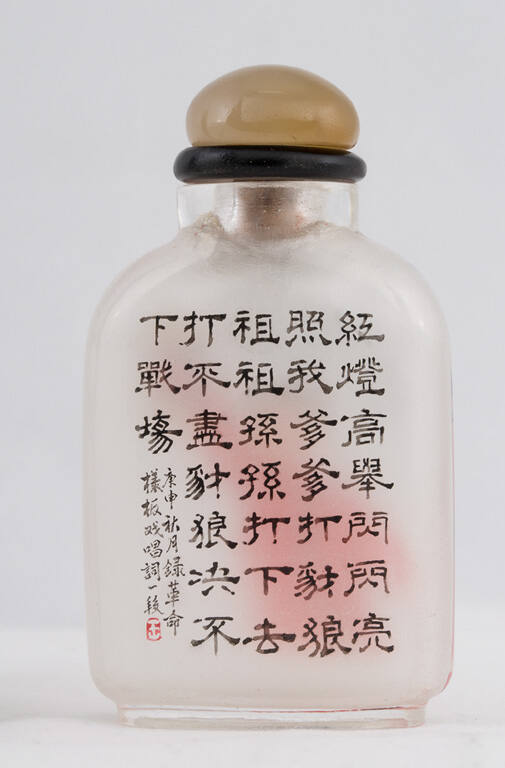 紅燈高舉閃閃亮
照我爹爹打豺狼
祖祖孫孫打下去
打不盡豺狼決不
下戰場
庚申秋月録革命
樣板戏唱詞一段